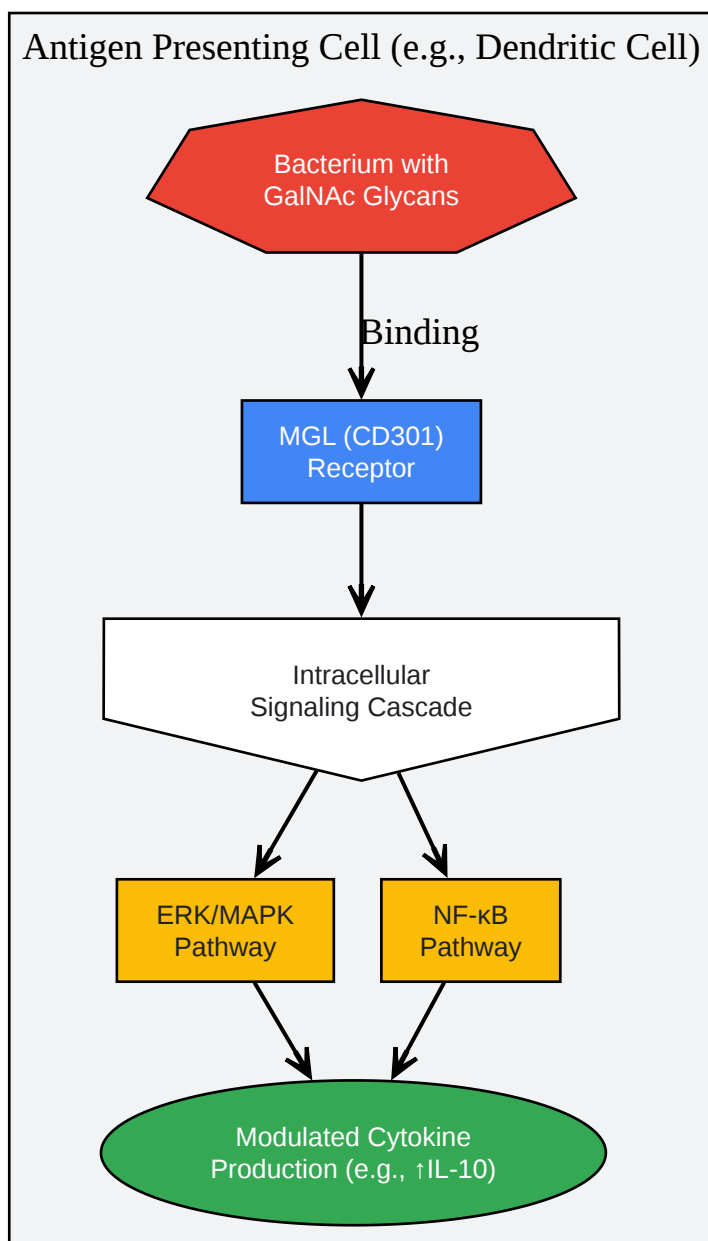 Antigen Presenting Cell (e.g., Dendritic Cell)
Bacterium with
GalNAc Glycans
Binding
MGL (CD301)
Receptor
Intracellular
Signaling Cascade
ERK/MAPK
Pathway
NF-κB
Pathway
Modulated Cytokine
Production (e.g., ↑IL-10)